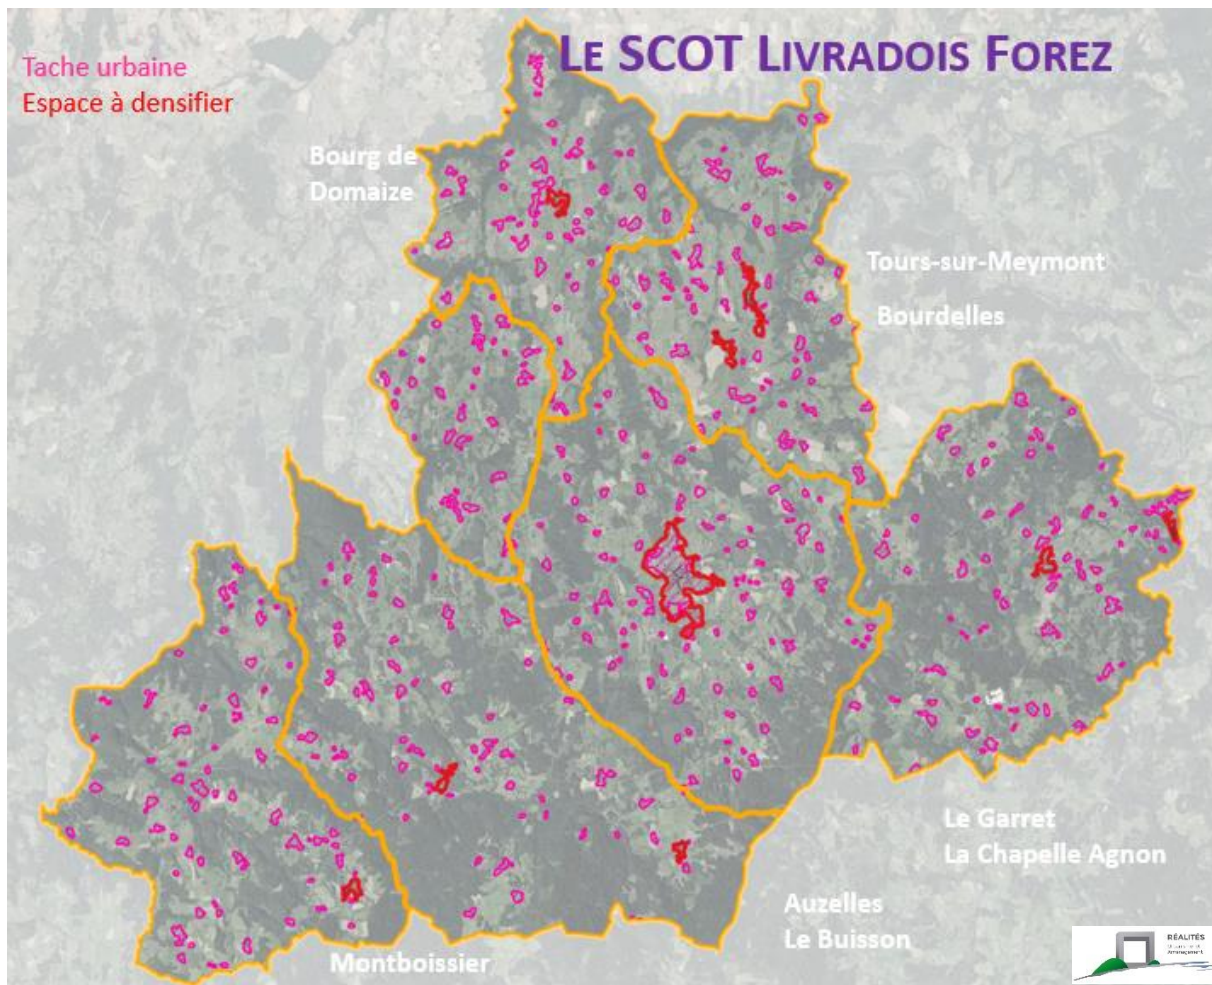 LE SCOT LIVRADOIS FOREZ
Tache urbaine
Espace à densifier
Bourg de
Domaize
Tours-sur-Meymont
Bourdelles
Le Garret
La Chapelle Agnon
Auzelles
Le Buisson
Montboissier
RÉALITÉS